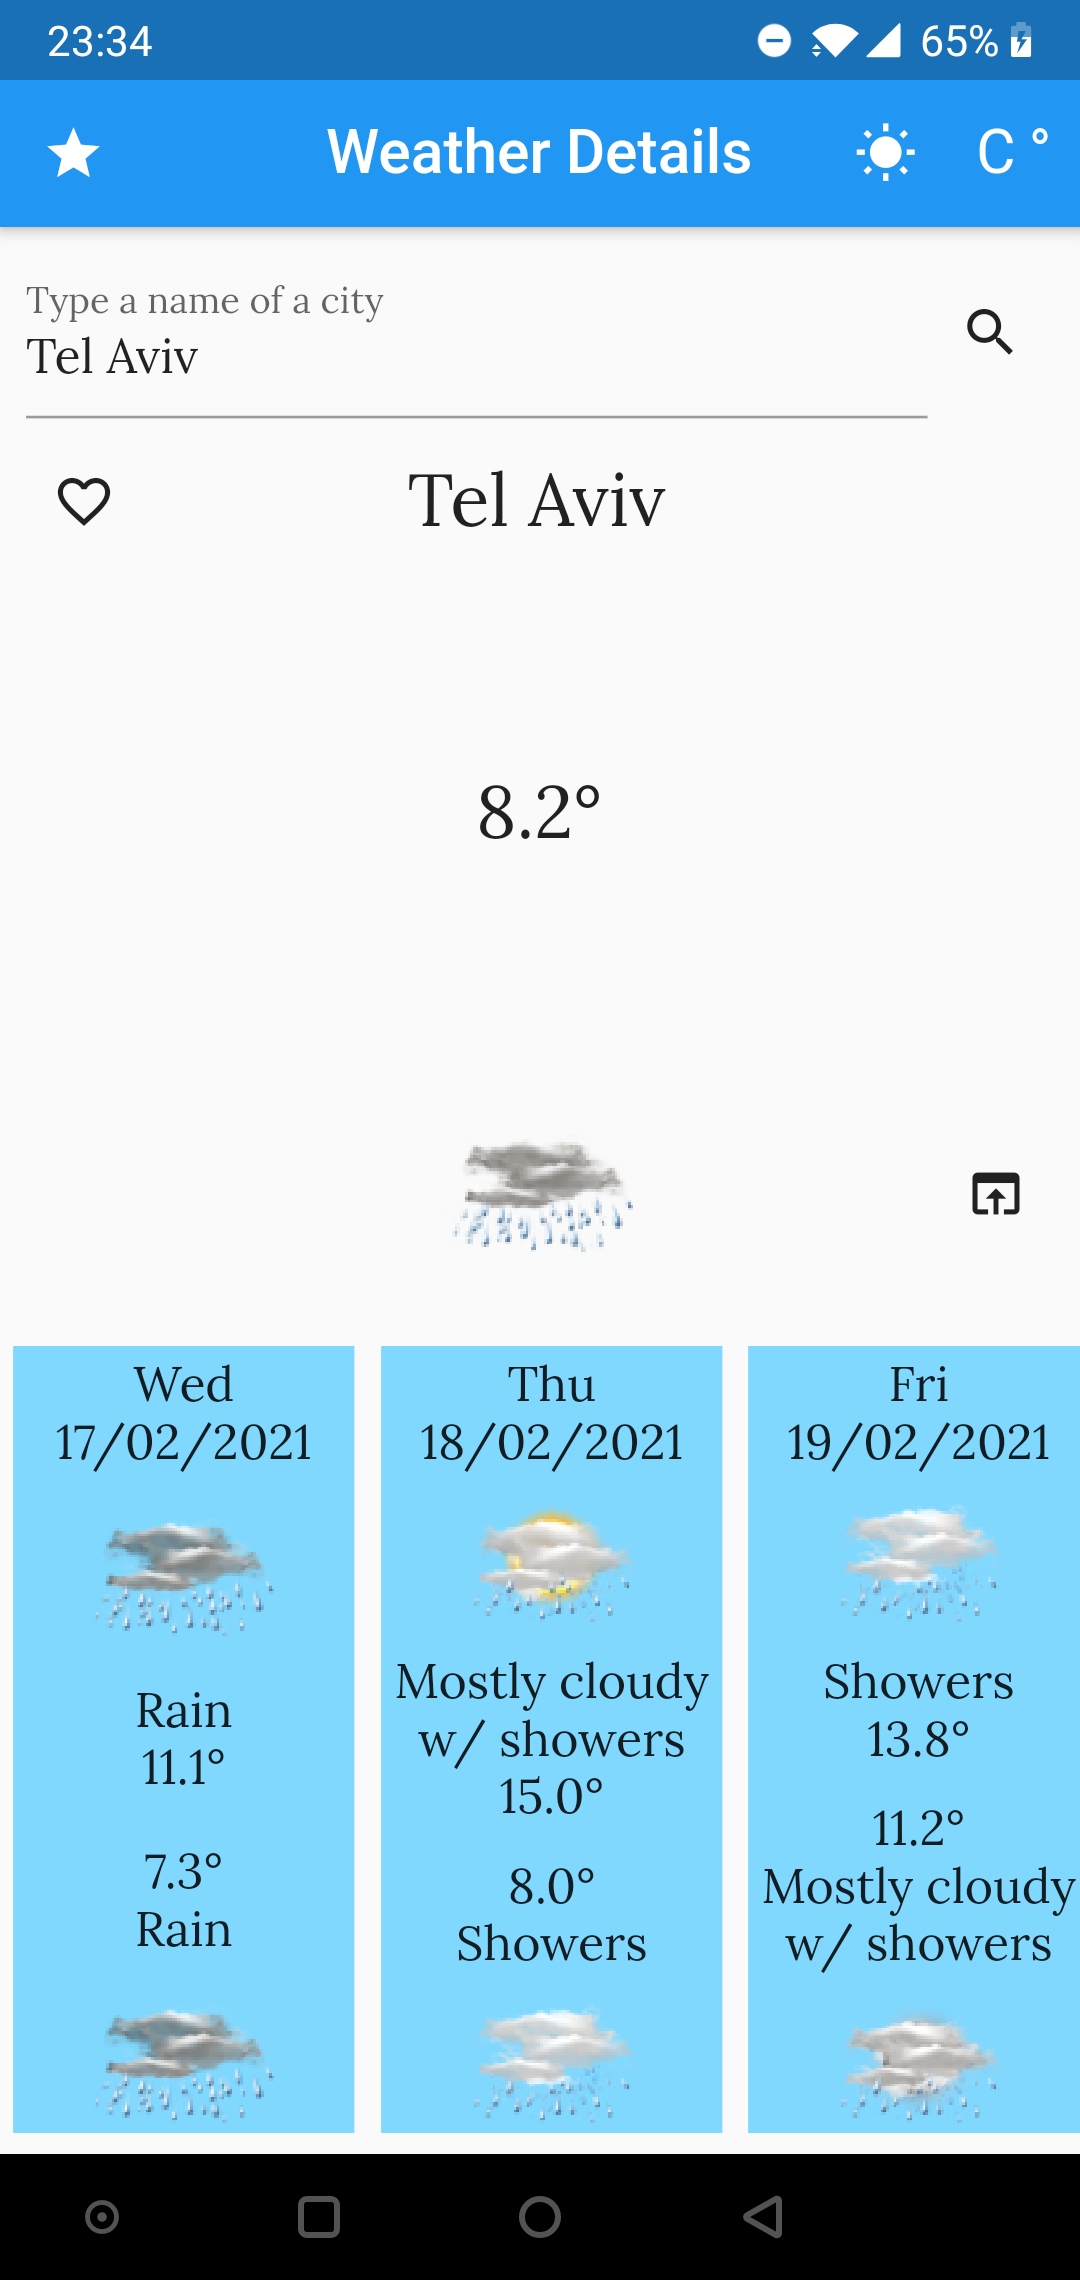 23:34
65%
Weather Details
C °
Type a name of a city
Tel Aviv
Tel Aviv
8.2°
Wed
17/02/2021
Rain
11.1°
7.3°
Rain
Thu
18/02/2021
Mostly cloudy
w/ showers
15.0°
8.0°
Showers
Fri
19/02/2021
Showers
13.8°
11.2°
Mostly cloudy
w/ showers